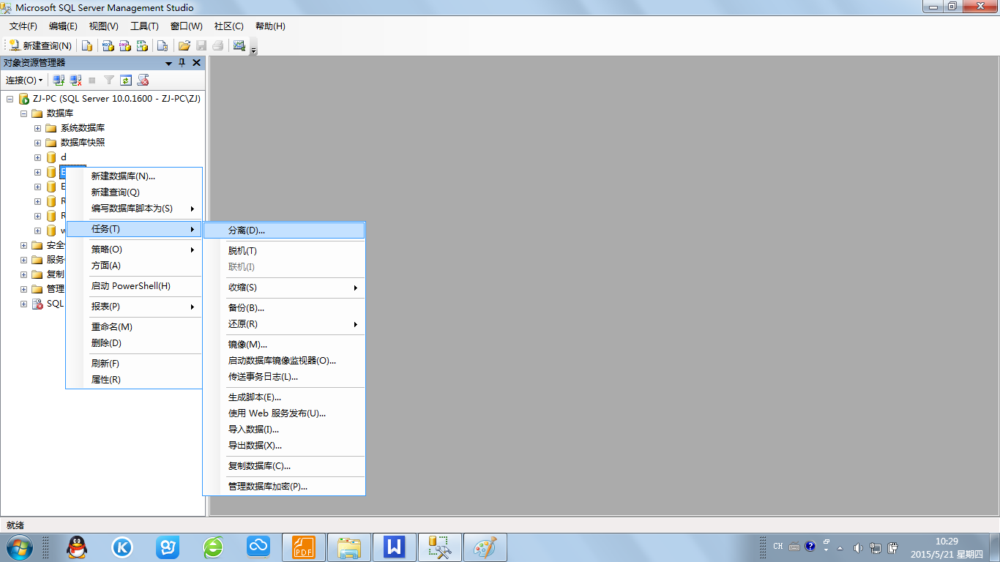 Microsoft SQL Server Management Studio
文件(F) 编辑(E) 视图(V) 工具(T) 窗口(W) 社区(C) 帮助(H)
新建查询(N)
对象资源管理器
连接(O)
ZJ-PC (SQL Server 10.0.1600 - ZJ-PC\ZJ)
数据库
系统数据库
数据库快照
d
E
E
R
R
w
安全
服务
复制
管理
SQL
新建数据库(N)...
新建查询(Q)
编写数据库脚本为(S)
任务(T)
策略(O)
方面(A)
启动 PowerShell(H)
报表(P)
重命名(M)
删除(D)
刷新(F)
属性(R)
分离(D)...
脱机(T)
联机(I)
收缩(S)
备份(B)...
还原(R)
镜像(M)...
启动数据库镜像监视器(O)...
传送事务日志(L)...
生成脚本(E)...
使用 Web 服务发布(U)...
导入数据(I)...
导出数据(X)...
复制数据库(C)...
管理数据库加密(P)...
就绪
PDF
CH
10:29
2015/5/21 星期四